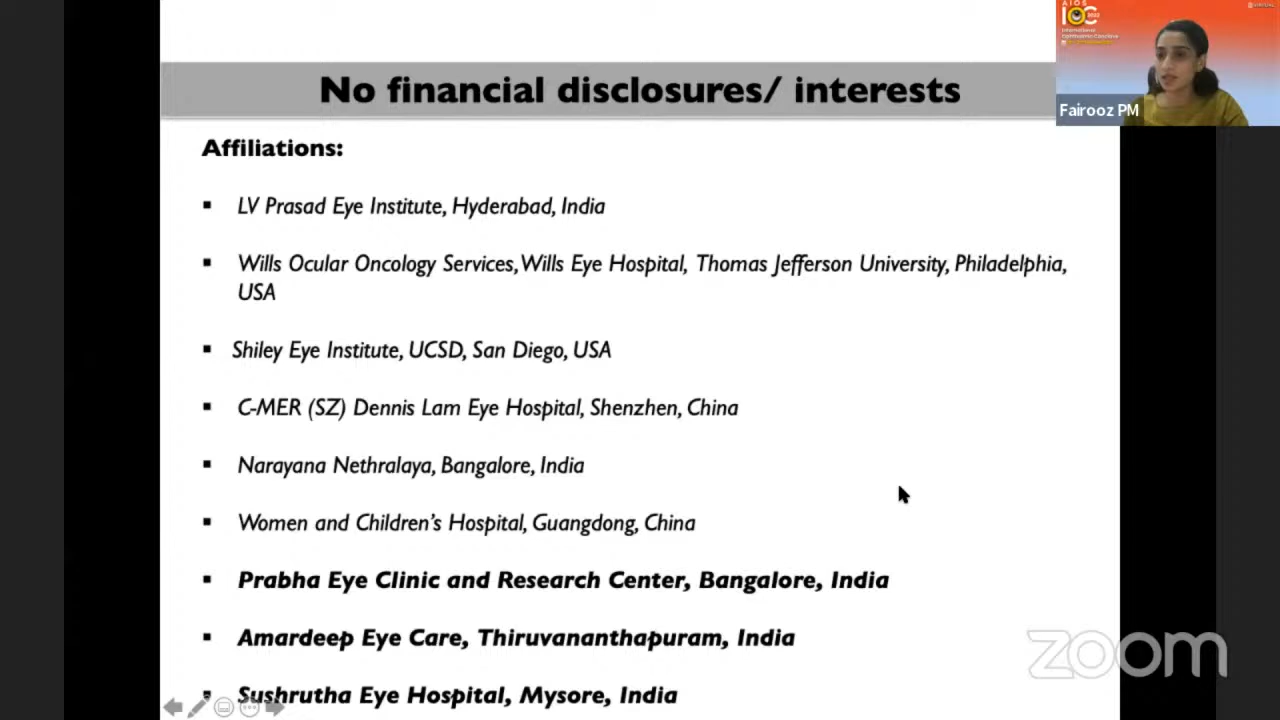 No financial disclosures/ interests
AIOS
IOC
Fairooz PM
Affiliations:
▪ LV Prasad Eye Institute, Hyderabad, India
▪ Wills Ocular Oncology Services,Wills Eye Hospital, Thomas Jefferson University, Philadelphia,
USA
▪ Shiley Eye Institute, UCSD, San Diego, USA
▪ C-MER (SZ) Dennis Lam Eye Hospital, Shenzhen, China
▪ Narayana Nethralaya, Bangalore, India
▪ Women and Children’s Hospital, Guangdong, China
▪ Prabha Eye Clinic and Research Center, Bangalore, India
▪ Amardeep Eye Care, Thiruvananthapuram, India
▪ Sushrutha Eye Hospital, Mysore, India
zoom